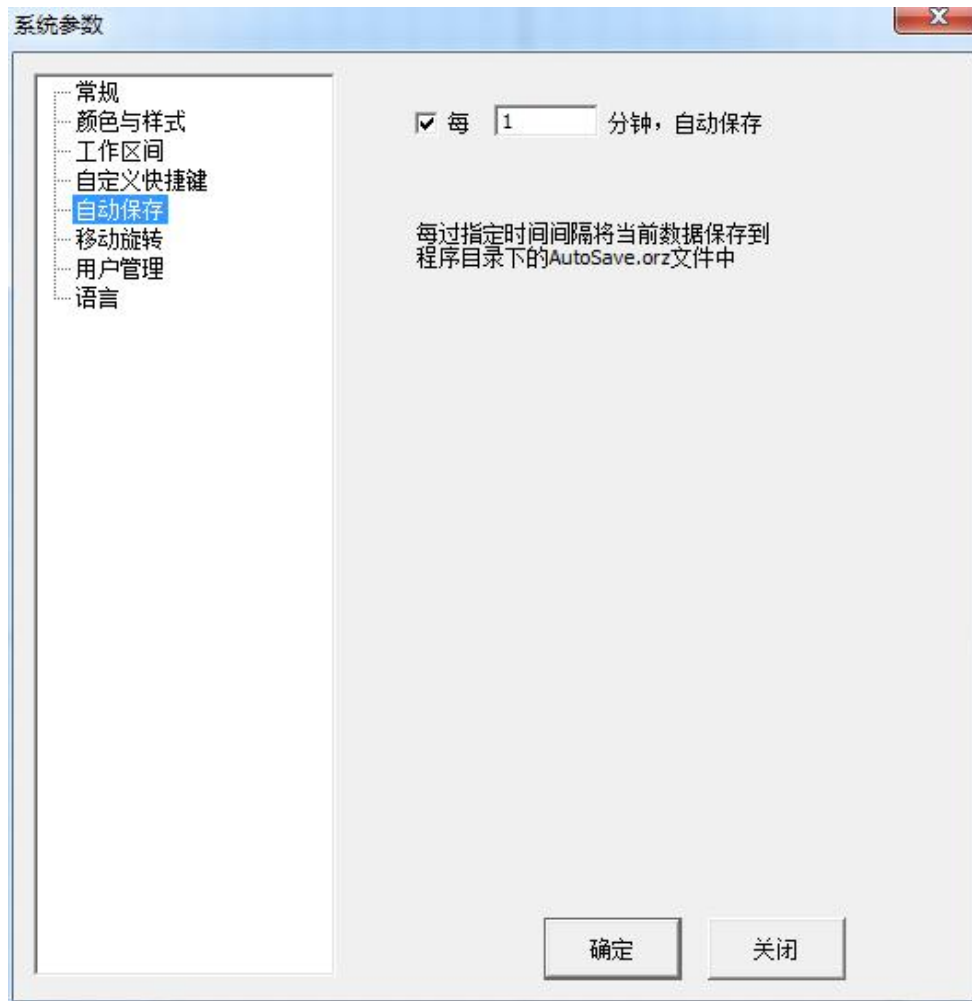 系统参数
常规
颜色与样式
工作区间
自定义快捷键
自动保存
移动旋转
用户管理
语言
每 1 分钟，自动保存
每过指定时间间隔将当前数据保存到
程序目录下的AutoSave.orz文件中
确定 关闭